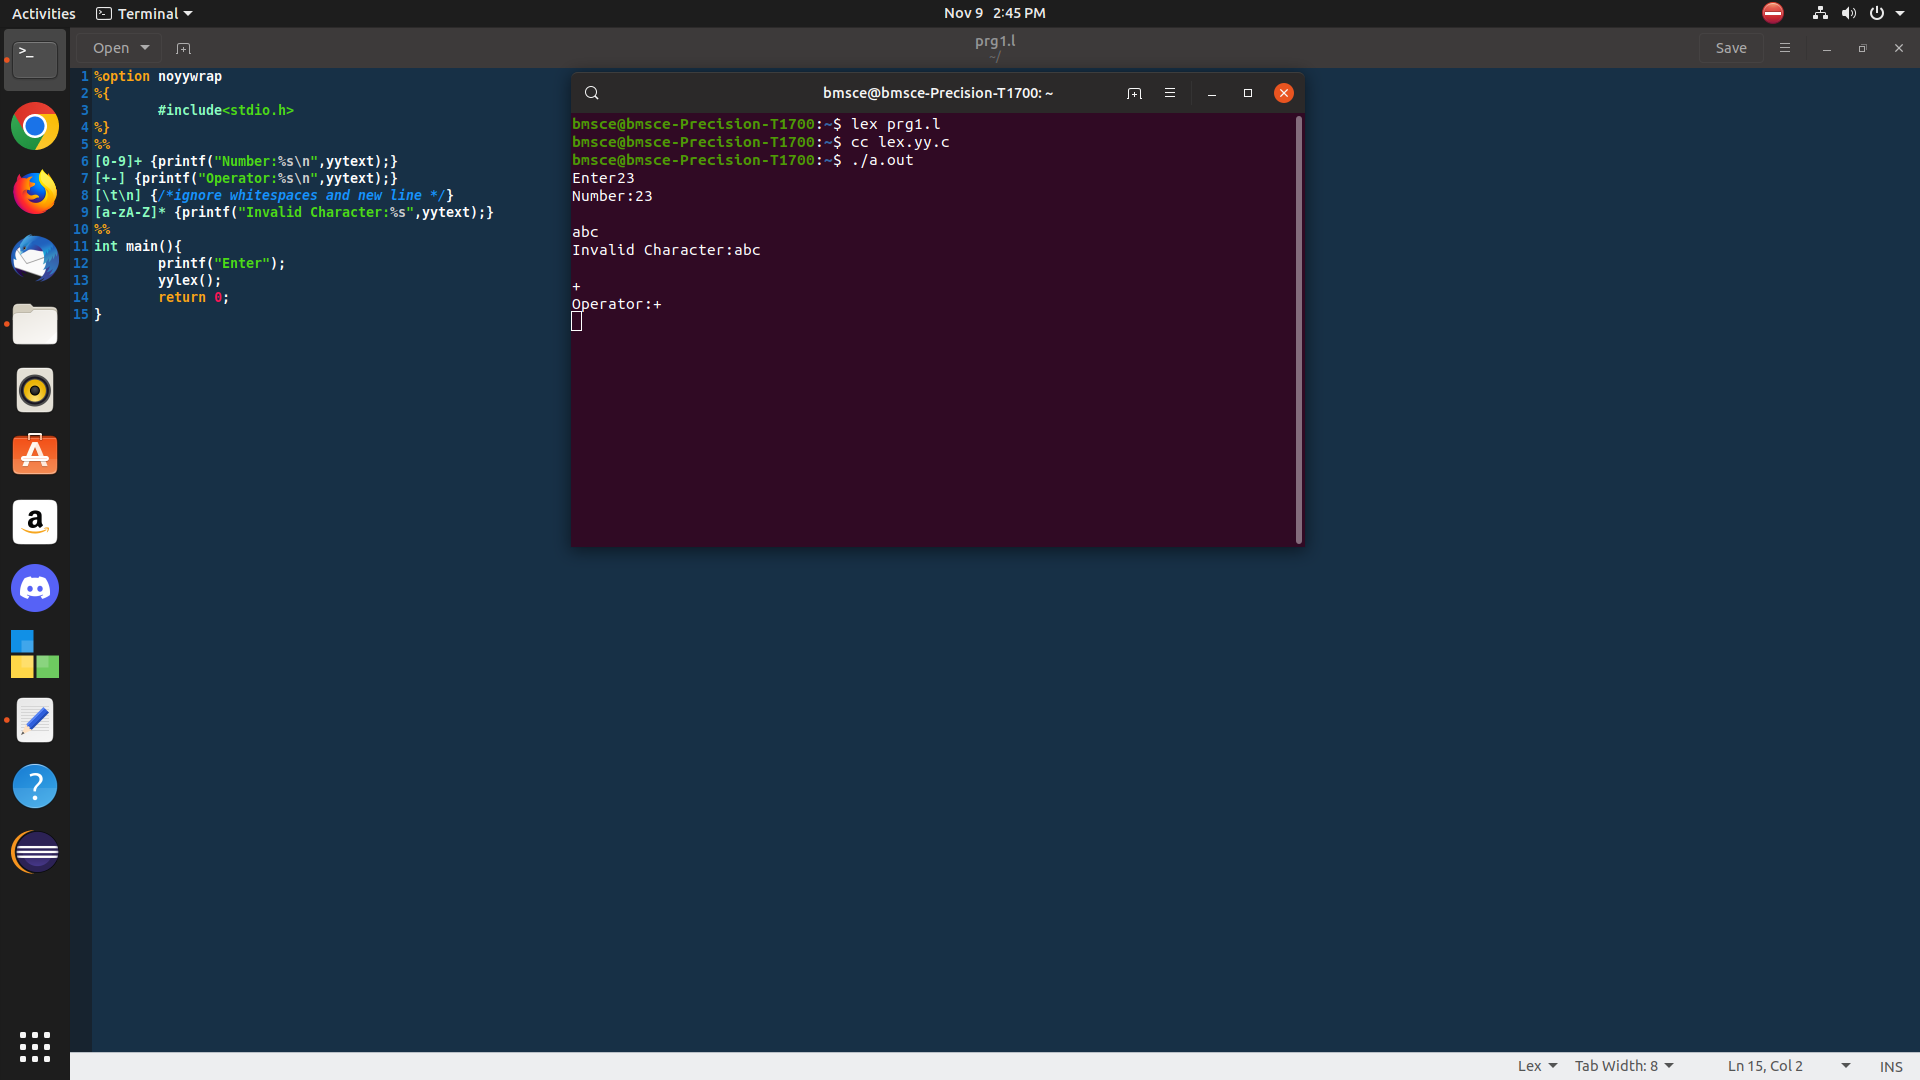 Activities Terminal Nov 9 2:45 PM
Open prg1.l Save
~/
1 %option noyywrap
2 %{
3 #include<stdio.h>
4 %}
5 %%
6 [0-9]+ {printf("Number:%s\n",yytext);}
7 [+-] {printf("Operator:%s\n",yytext);}
8 [\t\n] {/*ignore whitespaces and new line */}
9 [a-zA-Z]* {printf("Invalid Character:%s",yytext);}
10 %%
11 int main(){
12 printf("Enter");
13 yylex();
14 return 0;
15 }
bmsce@bmsce-Precision-T1700: ~
bmsce@bmsce-Precision-T1700:~$ lex prg1.l
bmsce@bmsce-Precision-T1700:~$ cc lex.yy.c
bmsce@bmsce-Precision-T1700:~$ ./a.out
Enter23
Number:23
abc
Invalid Character:abc
+
Operator:+
Lex Tab Width: 8 Ln 15, Col 2 INS